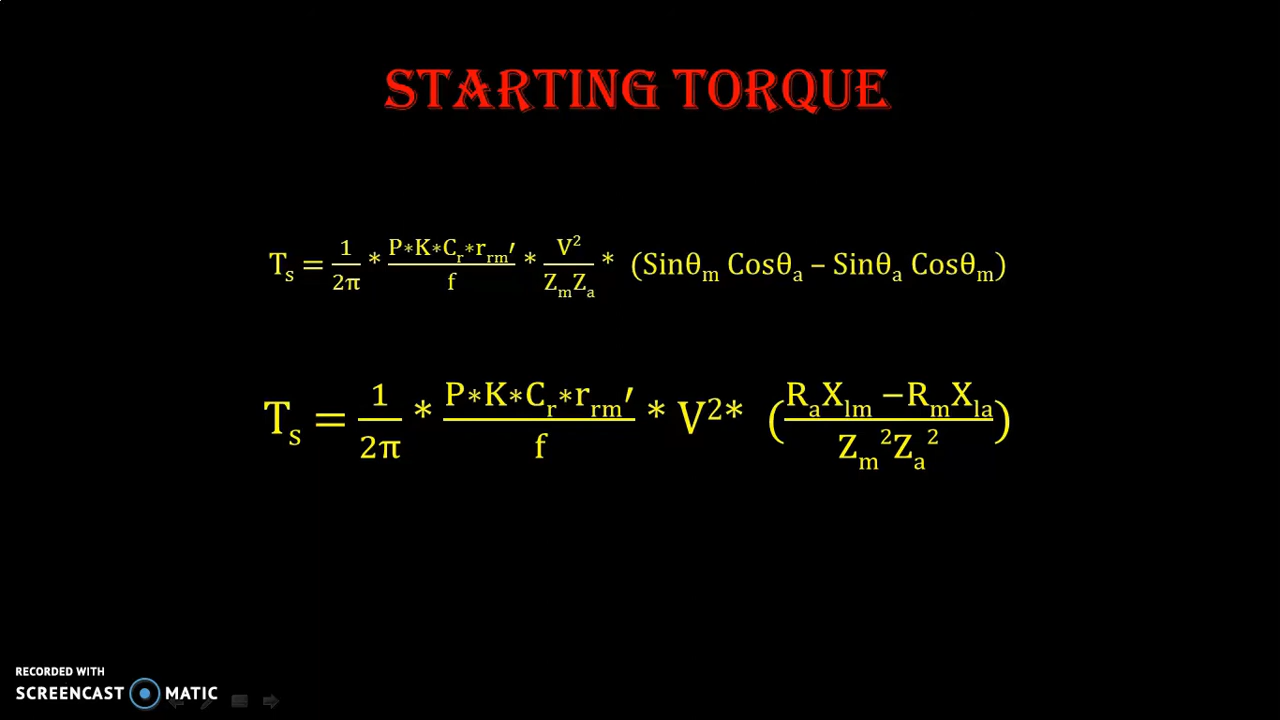 STARTING TORQUE
Tₛ = 1/2π * P∗K∗Cᵣ∗rᵣₘ′/f * V²/ZₘZₐ * (Sinθₘ Cosθₐ – Sinθₐ Cosθₘ)
Tₛ = 1/2π * P∗K∗Cᵣ∗rᵣₘ′/f * V²* (RₐXₗₘ −RₘXₗₐ/Zₘ²Zₐ²)
RECORDED WITH
SCREENCAST MATIC